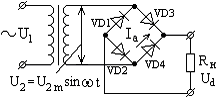 VD1
VD3
~U1
Ia
VD2
VD4
Rн
Ud
U2=U2m sinωt